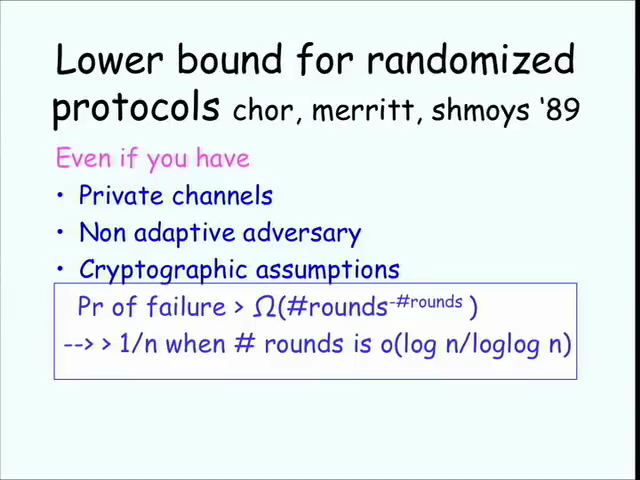 Lower bound for randomized
protocols chor, merritt, shmoys ‘89
Even if you have
• Private channels
• Non adaptive adversary
• Cryptographic assumptions
Pr of failure > Ω(#rounds-#rounds )
--> > 1/n when # rounds is o(log n/loglog n)